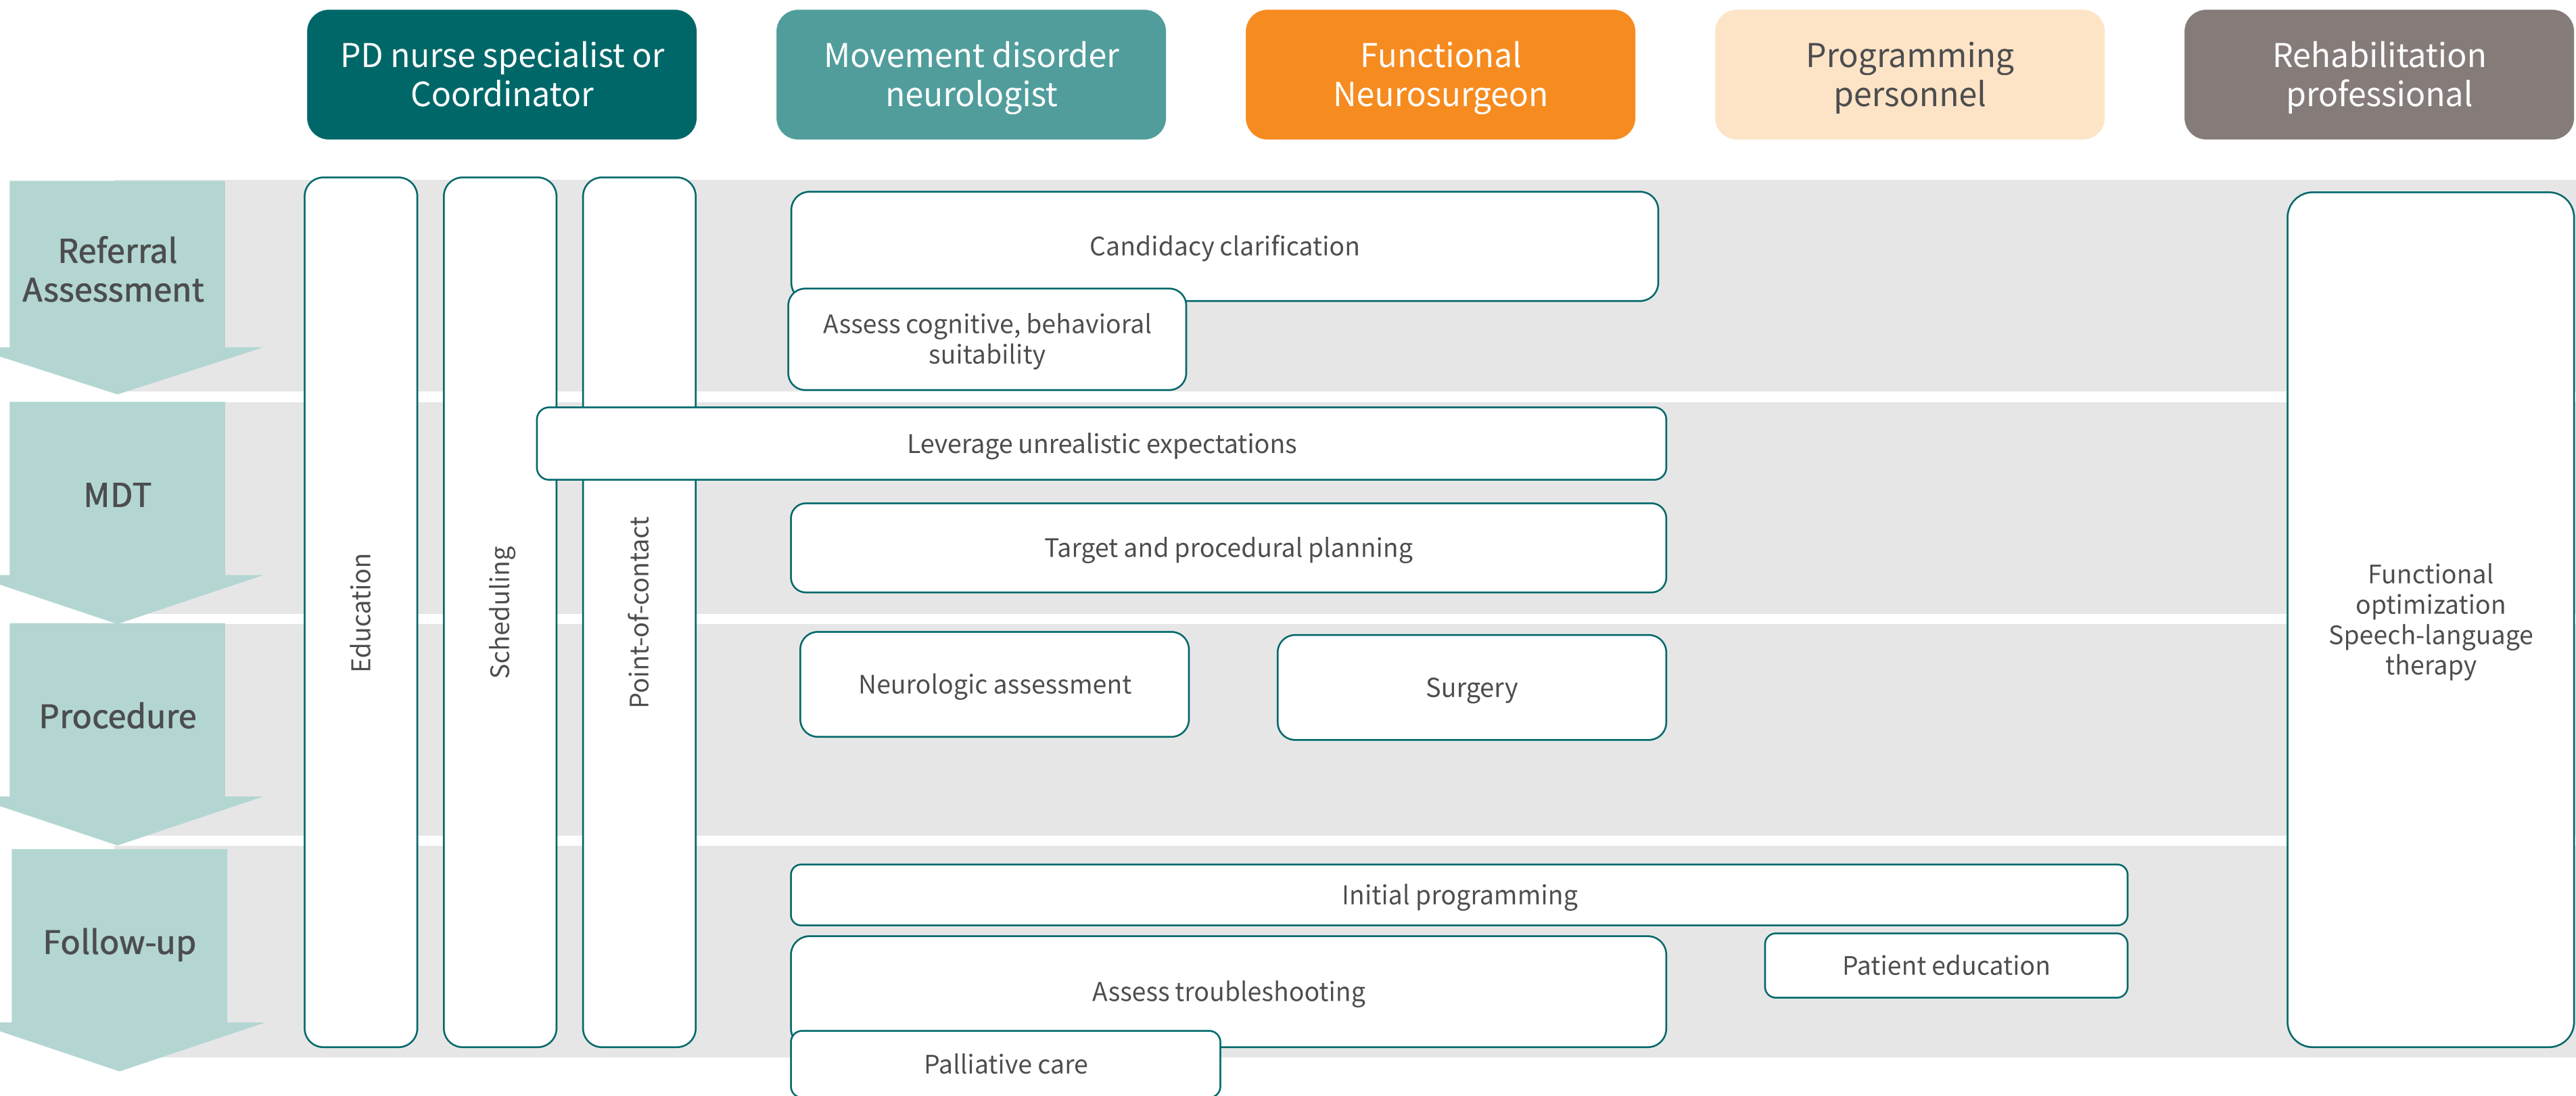 PD nurse specialist or
Coordinator
Movement disorder
neurologist
Functional
Neurosurgeon
Programming
personnel
Rehabilitation
professional
Referral
Assessment
Candidacy clarification
Assess cognitive, behavioral
suitability
MDT
Leverage unrealistic expectations
Target and procedural planning
Education
Scheduling
Point-of-contact
Functional
optimization
Speech-language
therapy
Procedure
Neurologic assessment
Surgery
Follow-up
Initial programming
Assess troubleshooting
Patient education
Palliative care